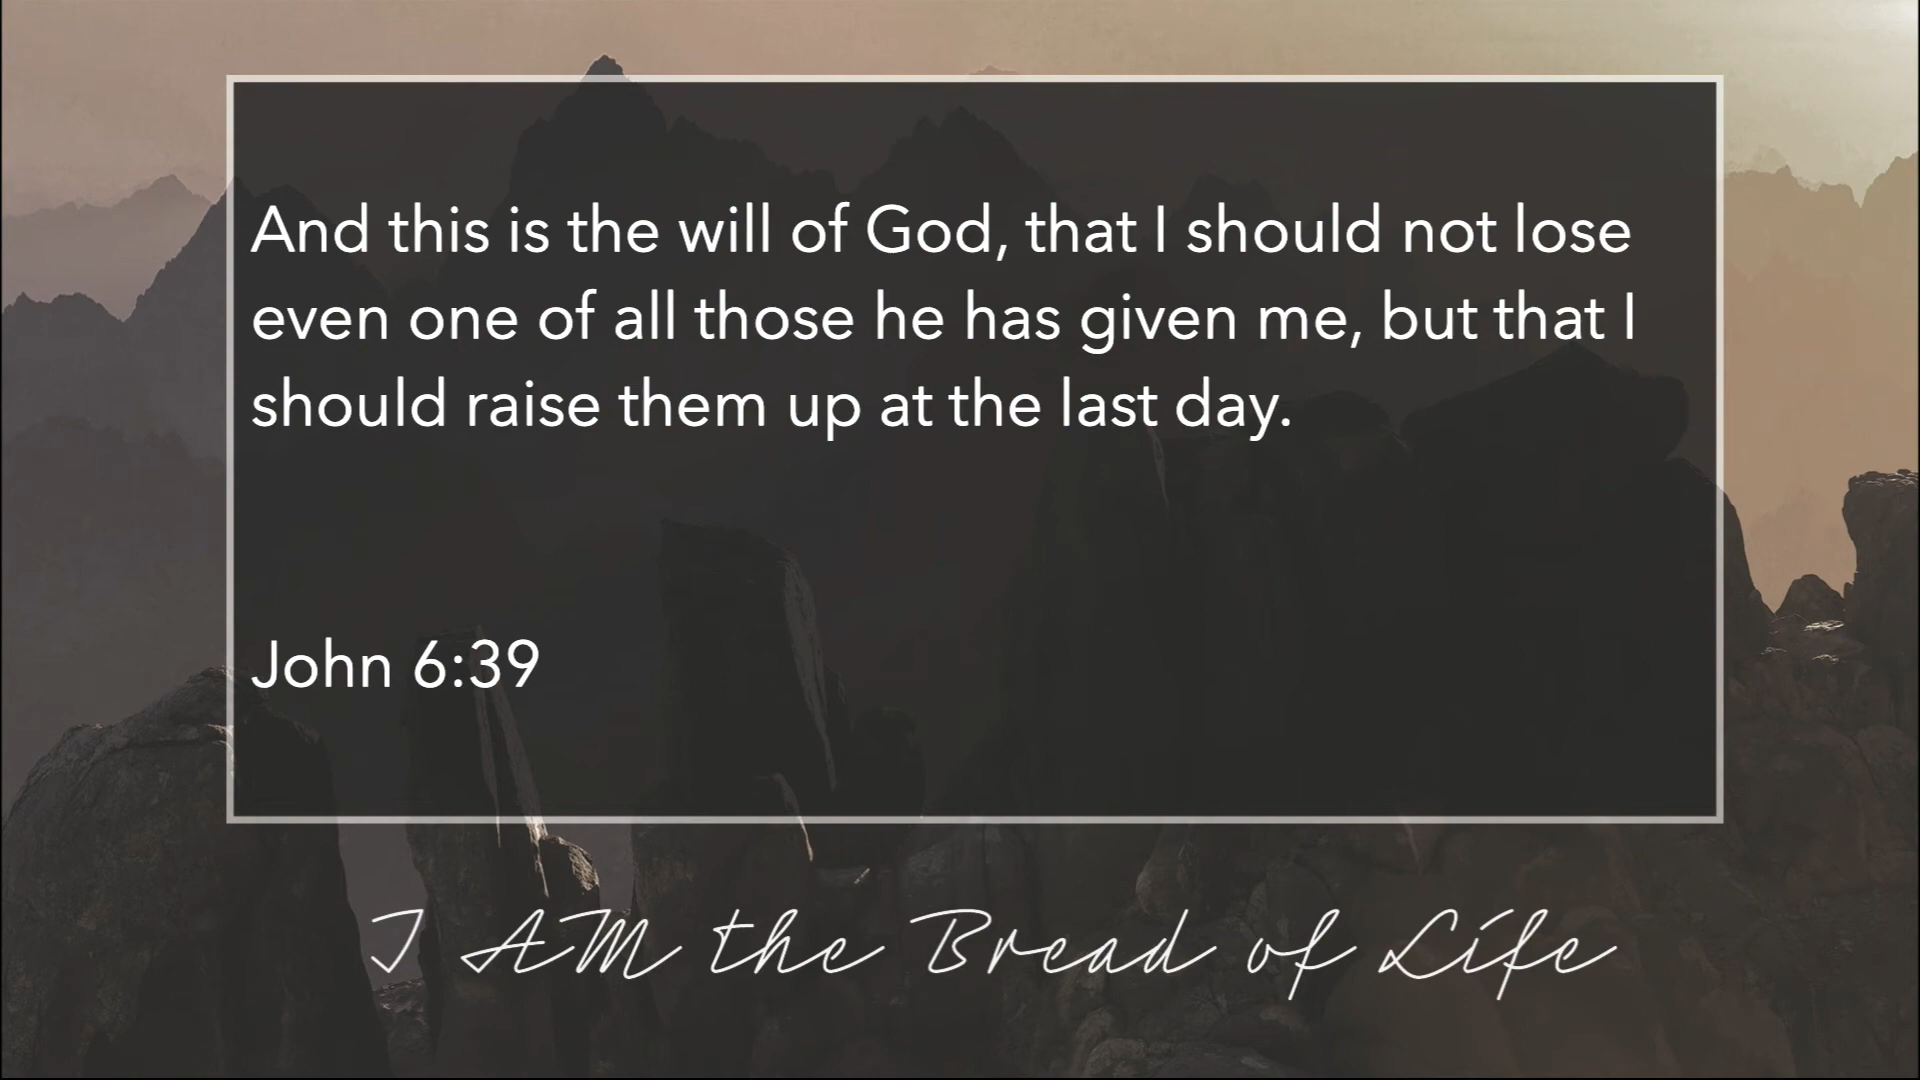 And this is the will of God, that I should not lose
even one of all those he has given me, but that I
should raise them up at the last day.
John 6:39
I AM the Bread of Life